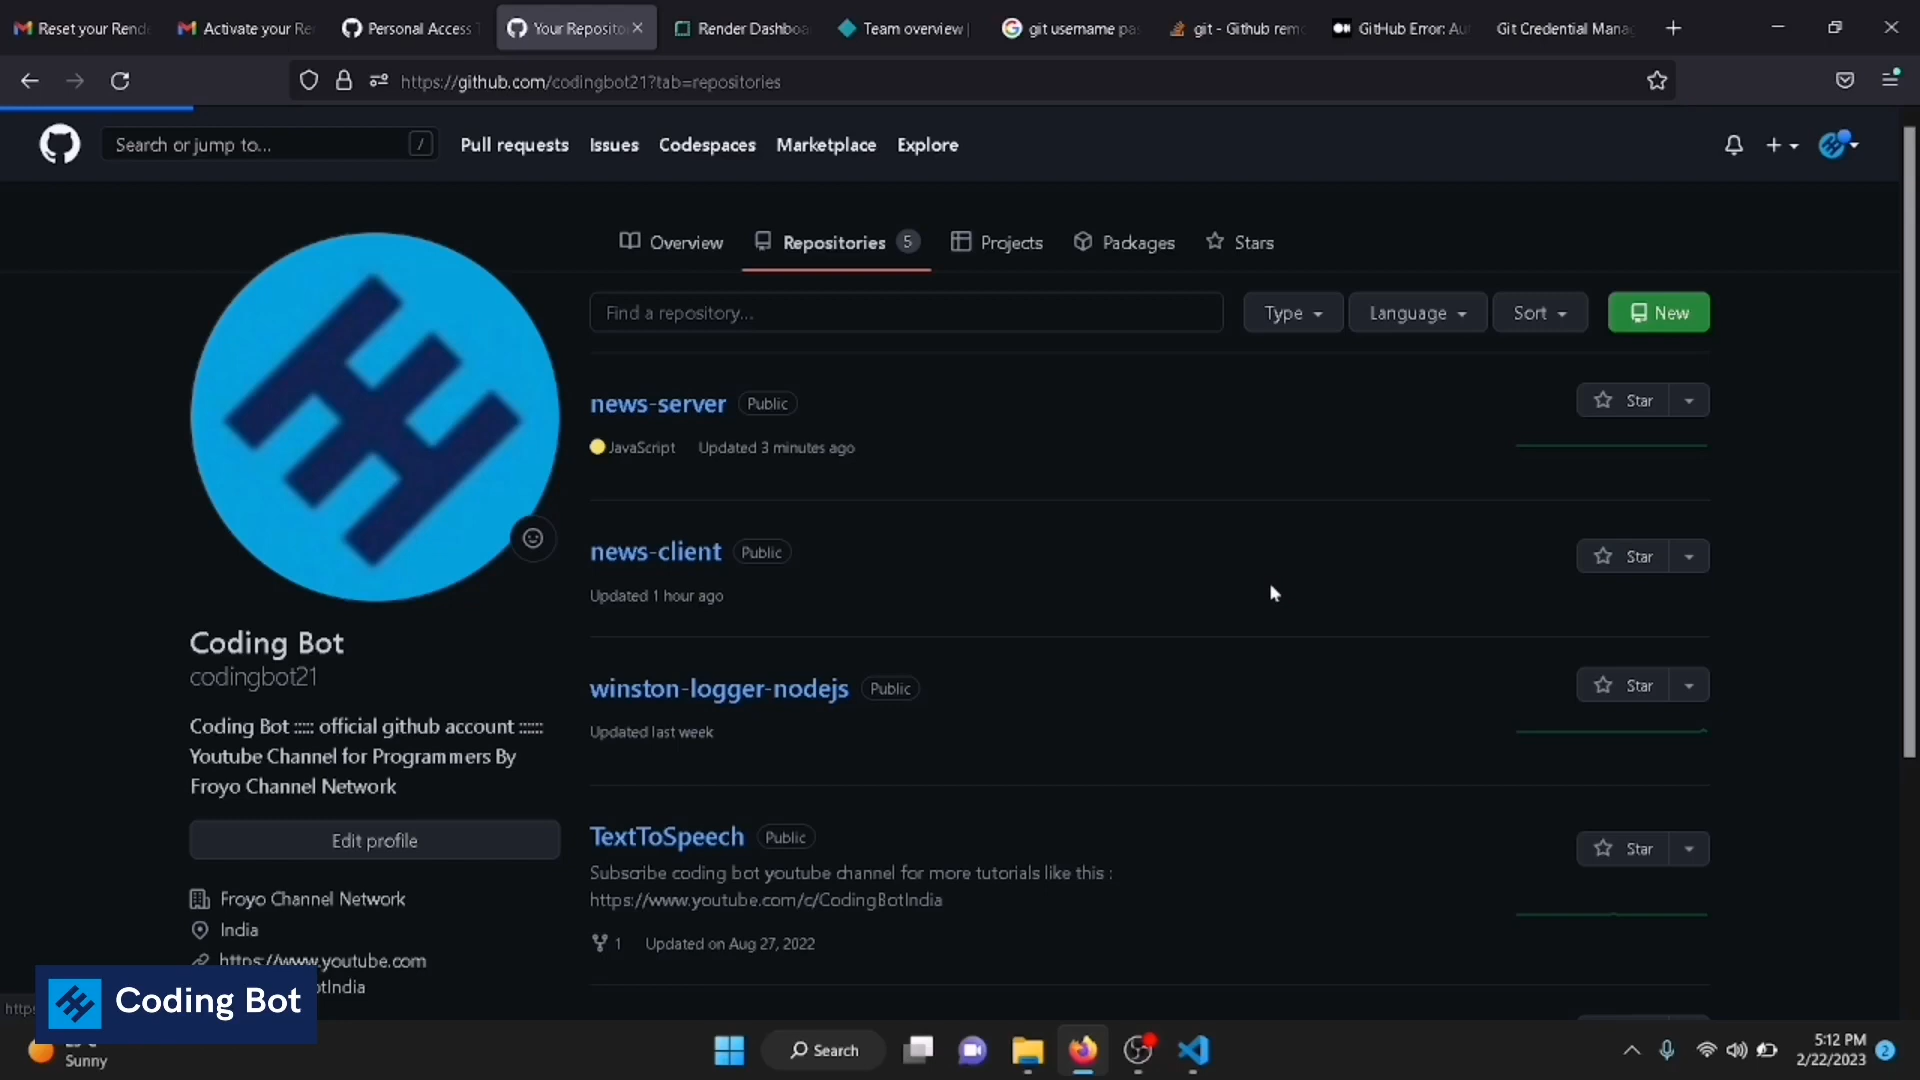 Reset your Rende
Activate your Re
Personal Access T
Your Reposito
Render Dashboa
Team overview |
git username pa
git - Github rem
GitHub Error: Au
Git Credential Mana
https://github.com/codingbot21?tab=repositories
Search or jump to... /
Pull requests
Issues
Codespaces
Marketplace
Explore
Overview
Repositories 5
Projects
Packages
Stars
Find a repository...
Type
Language
Sort
New
news-server Public
Star
JavaScript Updated 3 minutes ago
news-client Public
Star
Updated 1 hour ago
winston-logger-nodejs Public
Star
Updated last week
TextToSpeech Public
Star
Subscribe coding bot youtube channel for more tutorials like this :
https://www.youtube.com/c/CodingBotIndia
1 Updated on Aug 27, 2022
Coding Bot
codingbot21
Coding Bot ::::: official github account ::::::
Youtube Channel for Programmers By
Froyo Channel Network
Edit profile
Froyo Channel Network
India
https://www.youtube.com
otIndia
https
Coding Bot
Sunny
Search
5:12 PM
2/22/2023
2